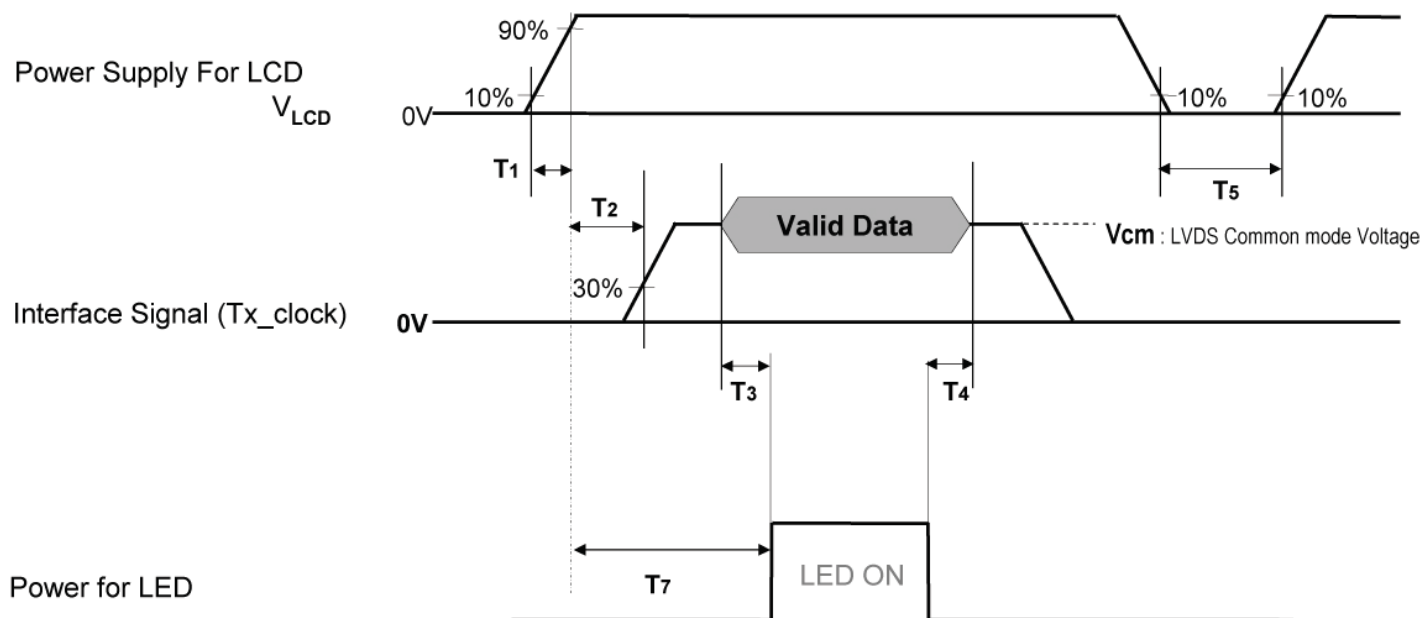 90%
Power Supply For LCD
10%
10%
10%
VLCD
0V
T1
T5
T2
Valid Data
Vcm : LVDS Common mode Voltage
30%
Interface Signal (Tx_clock)
0V
T3
T4
LED ON
T7
Power for LED